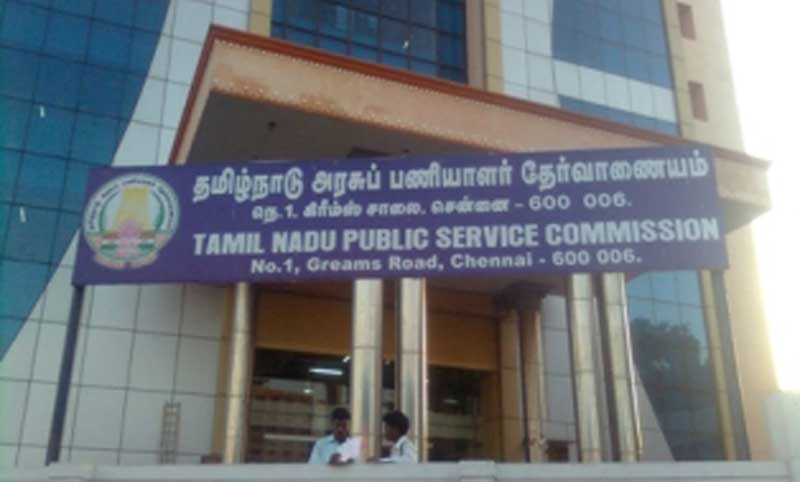 தமிழ்நாடு அரசுப் பணியாளர் தேர்வாணையம்
நெ.1. கிரீம்ஸ் சாலை. சென்னை - 600 006.
TAMIL NADU PUBLIC SERVICE COMMISSION
No.1, Greams Road, Chennai - 600 006.